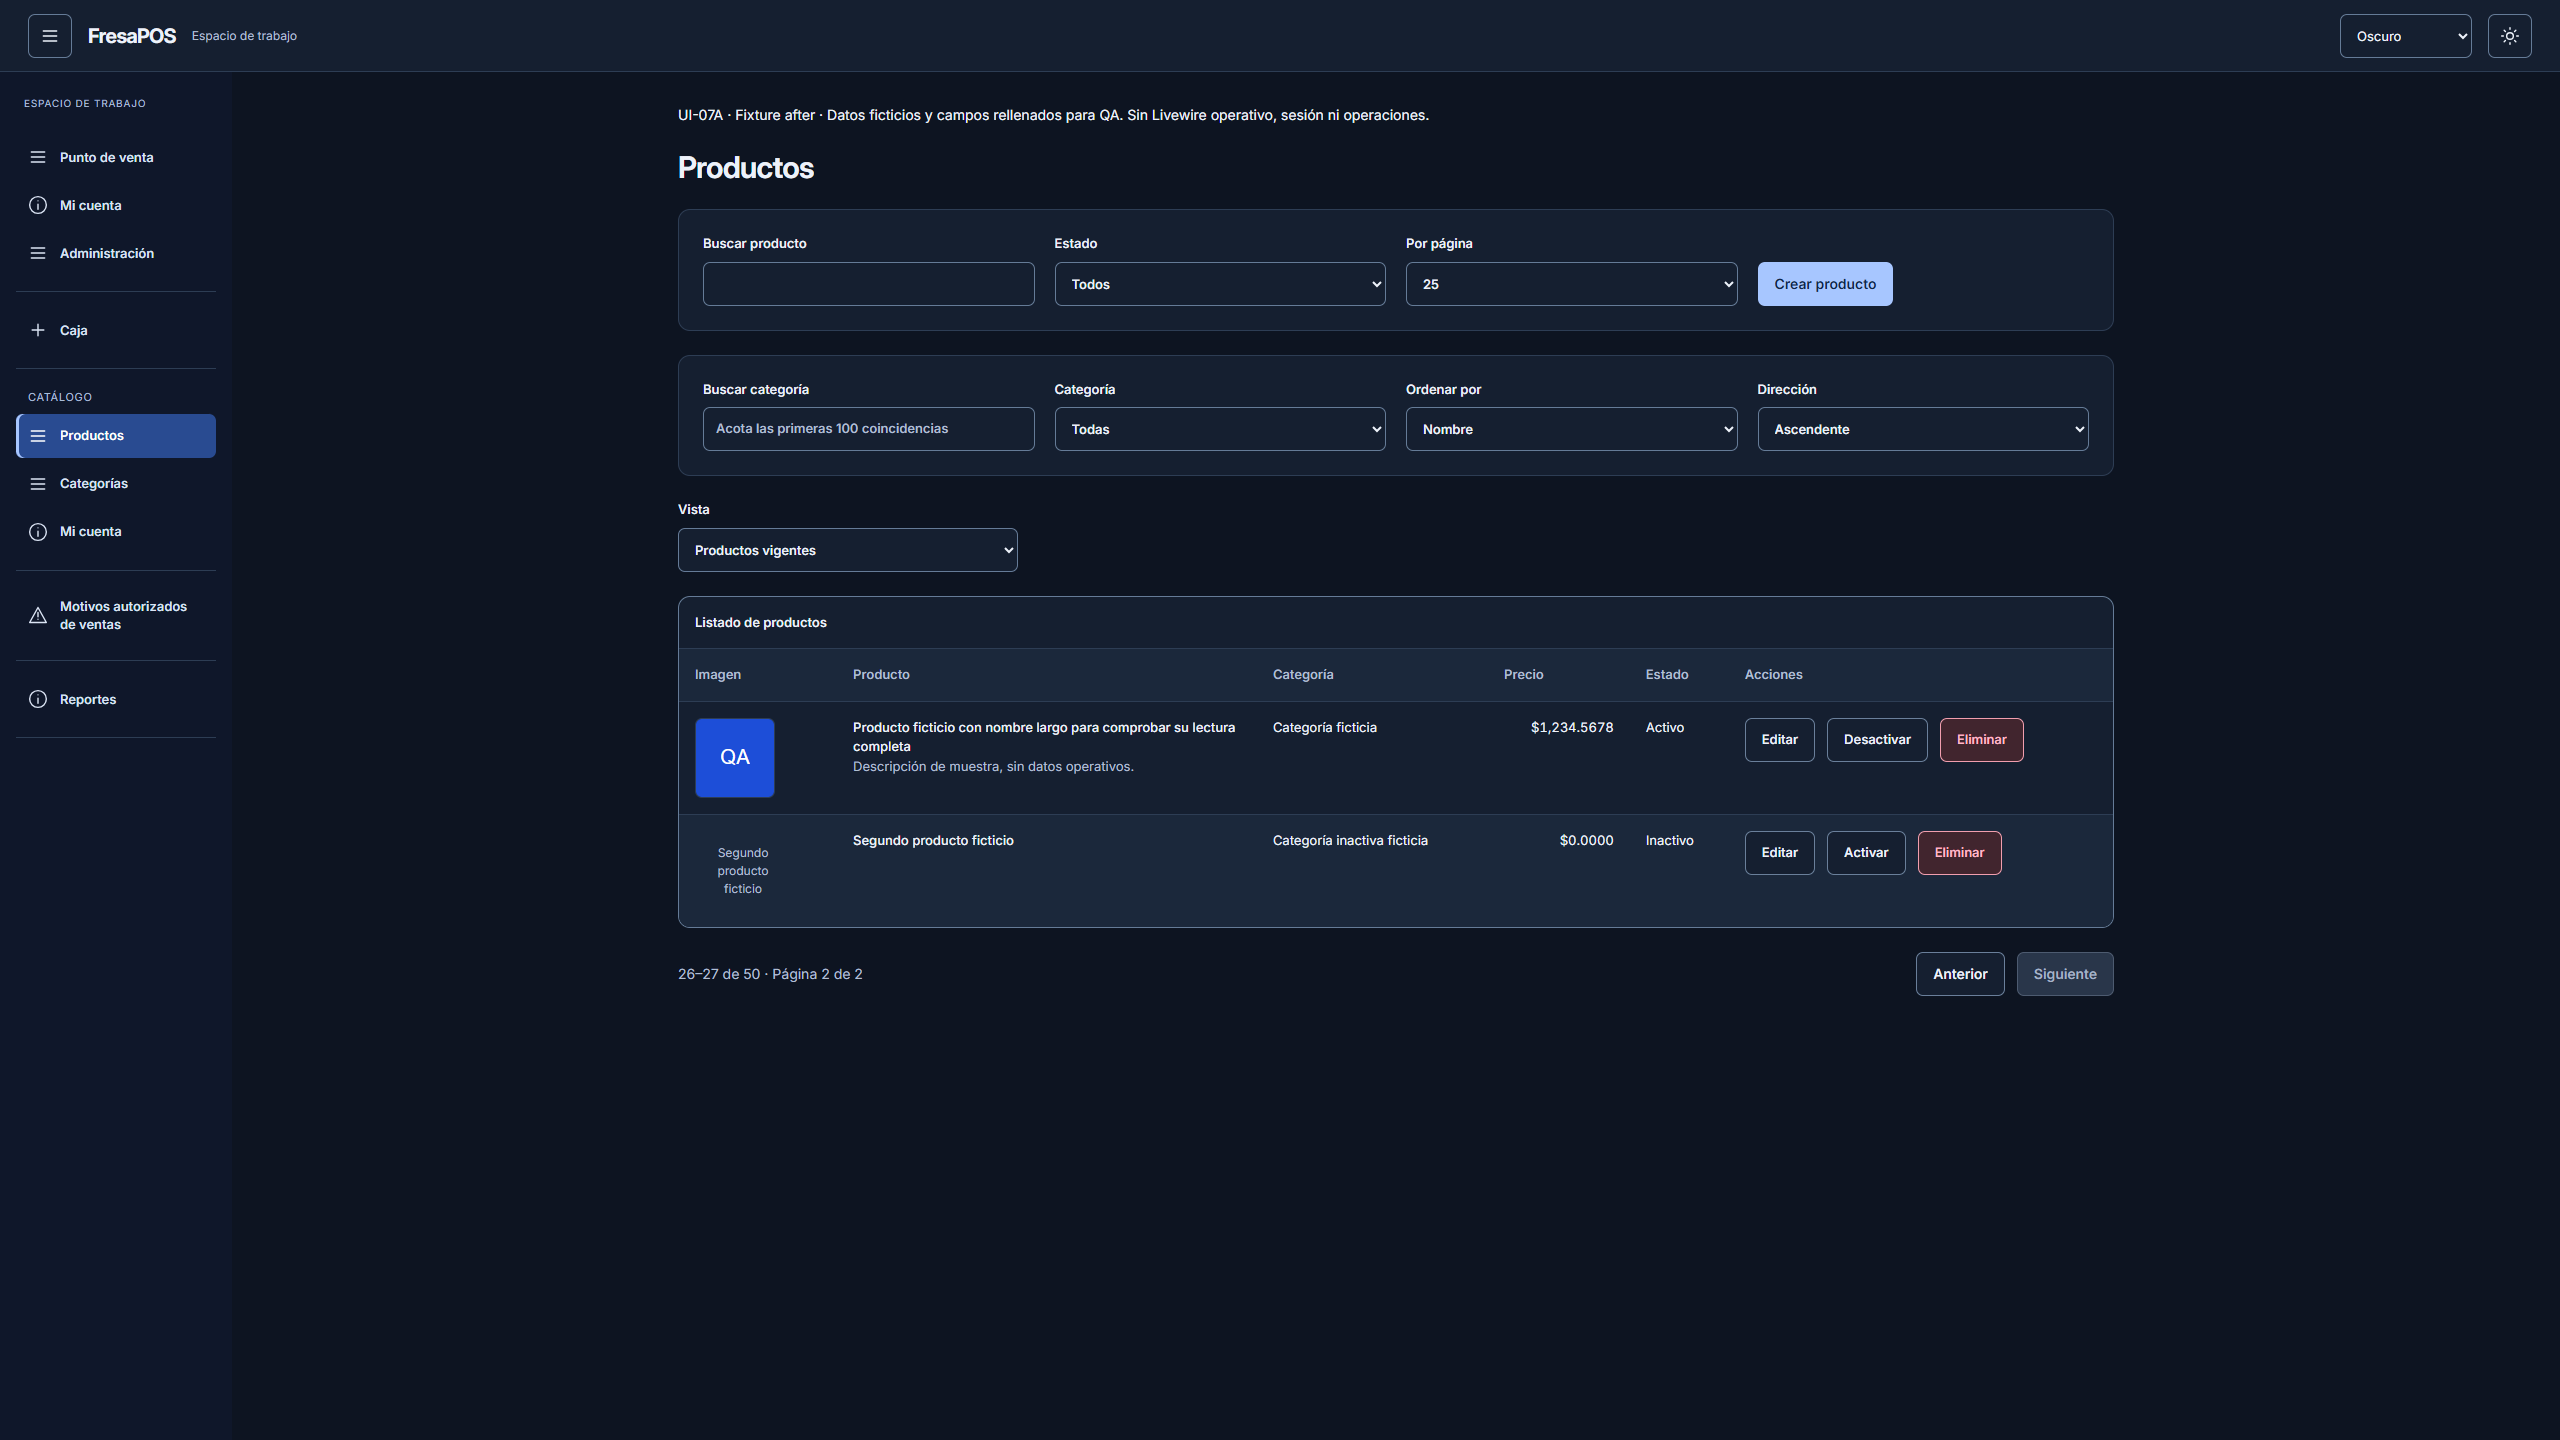 FresaPOS
Espacio de trabajo
Oscuro
ESPACIO DE TRABAJO
Punto de venta
Mi cuenta
Administración
Caja
CATÁLOGO
Productos
Categorías
Mi cuenta
Motivos autorizados
de ventas
Reportes
UI-07A · Fixture after · Datos ficticios y campos rellenados para QA. Sin Livewire operativo, sesión ni operaciones.
Productos
Buscar producto
Estado
Por página
Todos
25
Crear producto
Buscar categoría
Categoría
Ordenar por
Dirección
Acota las primeras 100 coincidencias
Todas
Nombre
Ascendente
Vista
Productos vigentes
Listado de productos
Imagen
Producto
Categoría
Precio
Estado
Acciones
QA
Producto ficticio con nombre largo para comprobar su lectura
completa
Descripción de muestra, sin datos operativos.
Categoría ficticia
$1,234.5678
Activo
Editar
Desactivar
Eliminar
Segundo
producto
ficticio
Segundo producto ficticio
Categoría inactiva ficticia
$0.0000
Inactivo
Editar
Activar
Eliminar
26–27 de 50 · Página 2 de 2
Anterior
Siguiente